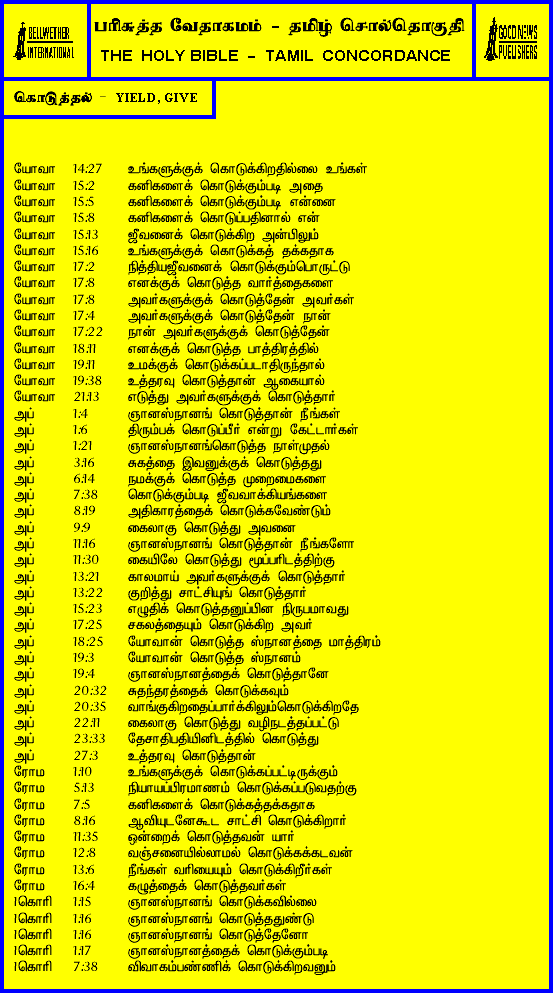 BELLWETHER
INTERNATIONAL
பரிசுத்த வேதாகமம் - தமிழ் சொல்தொகுதி
THE HOLY BIBLE - TAMIL CONCORDANCE
GOOD NEWS
PUBLISHERS
கொடுத்தல் - YIELD, GIVE
யோவா 14:27 உங்களுக்குக் கொடுக்கிறதில்லை உங்கள்
யோவா 15:2 கனிகளைக் கொடுக்கும்படி அதை
யோவா 15:5 கனிகளைக் கொடுக்கும்படி என்னை
யோவா 15:8 கனிகளைக் கொடுப்பதினால் என்
யோவா 15:13 ஜீவனைக் கொடுக்கிற அன்பிலும்
யோவா 15:16 உங்களுக்குக் கொடுக்கத் தக்கதாக
யோவா 17:2 நித்தியஜீவனைக் கொடுக்கும்பொருட்டு
யோவா 17:8 எனக்குக் கொடுத்த வார்த்தைகளை
யோவா 17:8 அவர்களுக்குக் கொடுத்தேன் அவர்கள்
யோவா 17:4 அவர்களுக்குக் கொடுத்தேன் நான்
யோவா 17:22 நான் அவர்களுக்குக் கொடுத்தேன்
யோவா 18:11 எனக்குக் கொடுத்த பாத்திரத்தில்
யோவா 19:11 உமக்குக் கொடுக்கப்படாதிருந்தால்
யோவா 19:38 உத்தரவு கொடுத்தான் ஆகையால்
யோவா 21:13 எடுத்து அவர்களுக்குக் கொடுத்தார்
அப் 1:4 ஞானஸ்நானங் கொடுத்தான் நீங்கள்
அப் 1:6 திரும்பக் கொடுப்பீர் என்று கேட்டார்கள்
அப் 1:21 ஞானஸ்நானங்கொடுத்த நாள்முதல்
அப் 3:16 சுகத்தை இவனுக்குக் கொடுத்தது
அப் 6:14 நமக்குக் கொடுத்த முறைமைகளை
அப் 7:38 கொடுக்கும்படி ஜீவவாக்கியங்களை
அப் 8:19 அதிகாரத்தைக் கொடுக்கவேண்டும்
அப் 9:9 கைலாகு கொடுத்து அவனை
அப் 11:16 ஞானஸ்நானங் கொடுத்தான் நீங்களோ
அப் 11:30 கையிலே கொடுத்து மூப்பரிடத்திற்கு
அப் 13:21 காலமாய் அவர்களுக்குக் கொடுத்தார்
அப் 13:22 குறித்து சாட்சியுங் கொடுத்தார்
அப் 15:23 எழுதிக் கொடுத்தனுப்பின நிருபமாவது
அப் 17:25 சகலத்தையும் கொடுக்கிற அவர்
அப் 18:25 யோவான் கொடுத்த ஸ்நானத்தை மாத்திரம்
அப் 19:3 யோவான் கொடுத்த ஸ்நானம்
அப் 19:4 ஞானஸ்நானத்தைக் கொடுத்தானே
அப் 20:32 சுதந்தரத்தைக் கொடுக்கவும்
அப் 20:35 வாங்குகிறதைப்பார்க்கிலும்கொடுக்கிறதே
அப் 22:11 கைலாகு கொடுத்து வழிநடத்தப்பட்டு
அப் 23:33 தேசாதிபதியினிடத்தில் கொடுத்து
அப் 27:3 உத்தரவு கொடுத்தான்
ரோம 1:10 உங்களுக்குக் கொடுக்கப்பட்டிருக்கும்
ரோம 5:13 நியாயப்பிரமாணம் கொடுக்கப்படுவதற்கு
ரோம 7:5 கனிகளைக் கொடுக்கத்தக்கதாக
ரோம 8:16 ஆவியுடனேகூட சாட்சி கொடுக்கிறார்
ரோம 11:35 ஒன்றைக் கொடுத்தவன் யார்
ரோம 12:8 வஞ்சனையில்லாமல் கொடுக்கக்கடவன்
ரோம 13:6 நீங்கள் வரியையும் கொடுக்கிறீர்கள்
ரோம 16:4 கழுத்தைக் கொடுத்தவர்கள்
1கொரி 1:15 ஞானஸ்நானங் கொடுக்கவில்லை
1கொரி 1:16 ஞானஸ்நானங் கொடுத்ததுண்டு
1கொரி 1:16 ஞானஸ்நானங் கொடுத்தேனோ
1கொரி 1:17 ஞானஸ்நானத்தைக் கொடுக்கும்படி
1கொரி 7:38 விவாகம்பண்ணிக் கொடுக்கிறவனும்